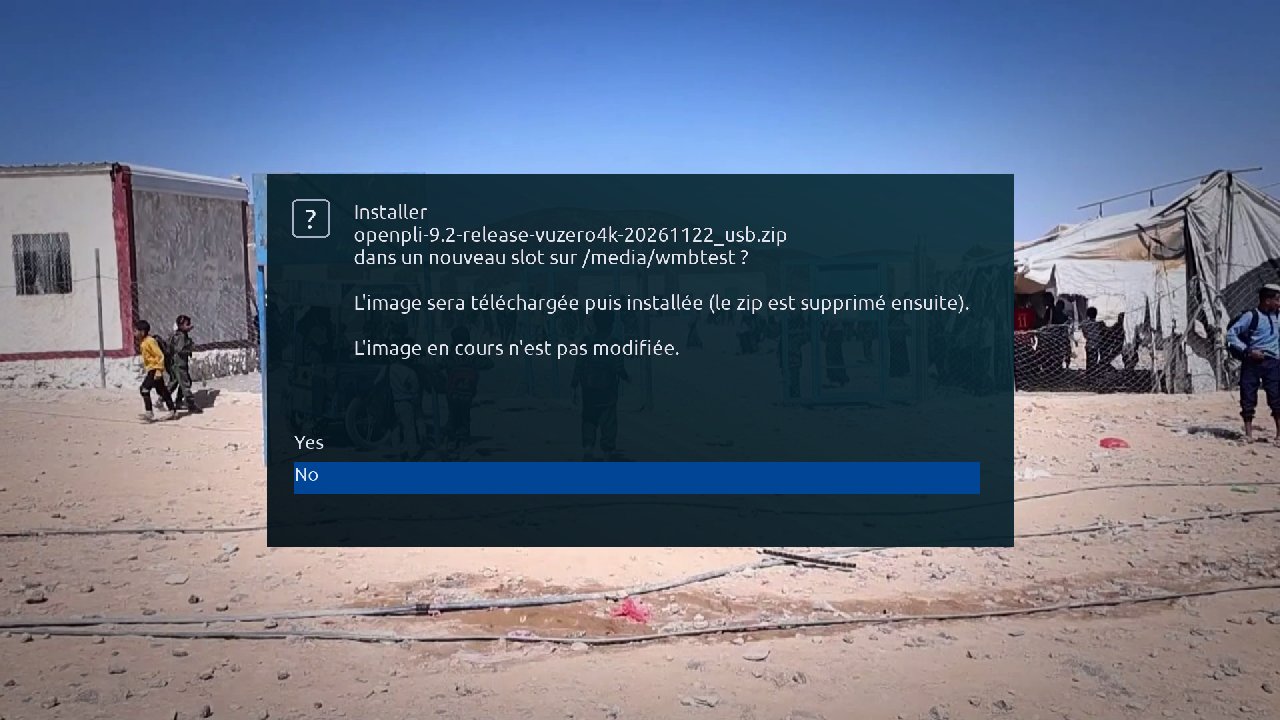 ?
Installer
openpli-9.2-release-vuzero4k-20261122_usb.zip
dans un nouveau slot sur /media/wmbtest ?
L'image sera téléchargée puis installée (le zip est supprimé ensuite).
L'image en cours n'est pas modifiée.
Yes
No